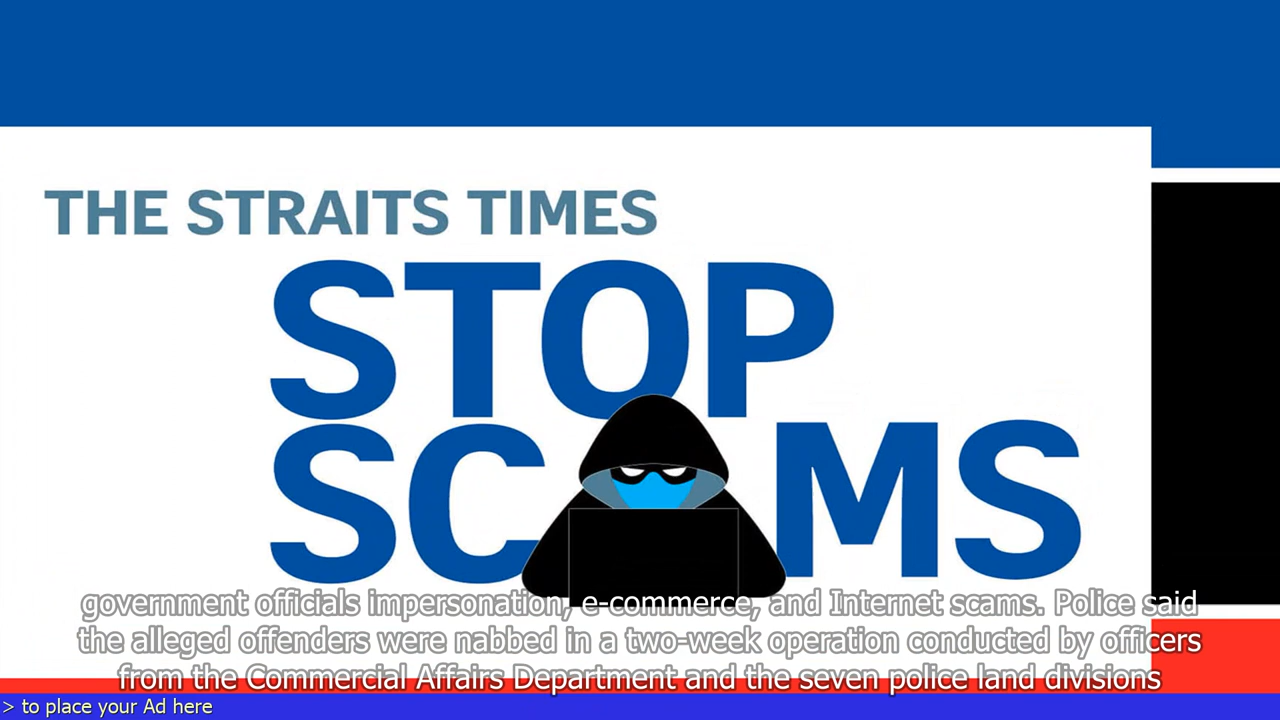 THE STRAITS TIMES
STOP
SCAMS
government officials impersonation, e-commerce, and Internet scams. Police said
the alleged offenders were nabbed in a two-week operation conducted by officers
from the Commercial Affairs Department and the seven police land divisions
> to place your Ad here